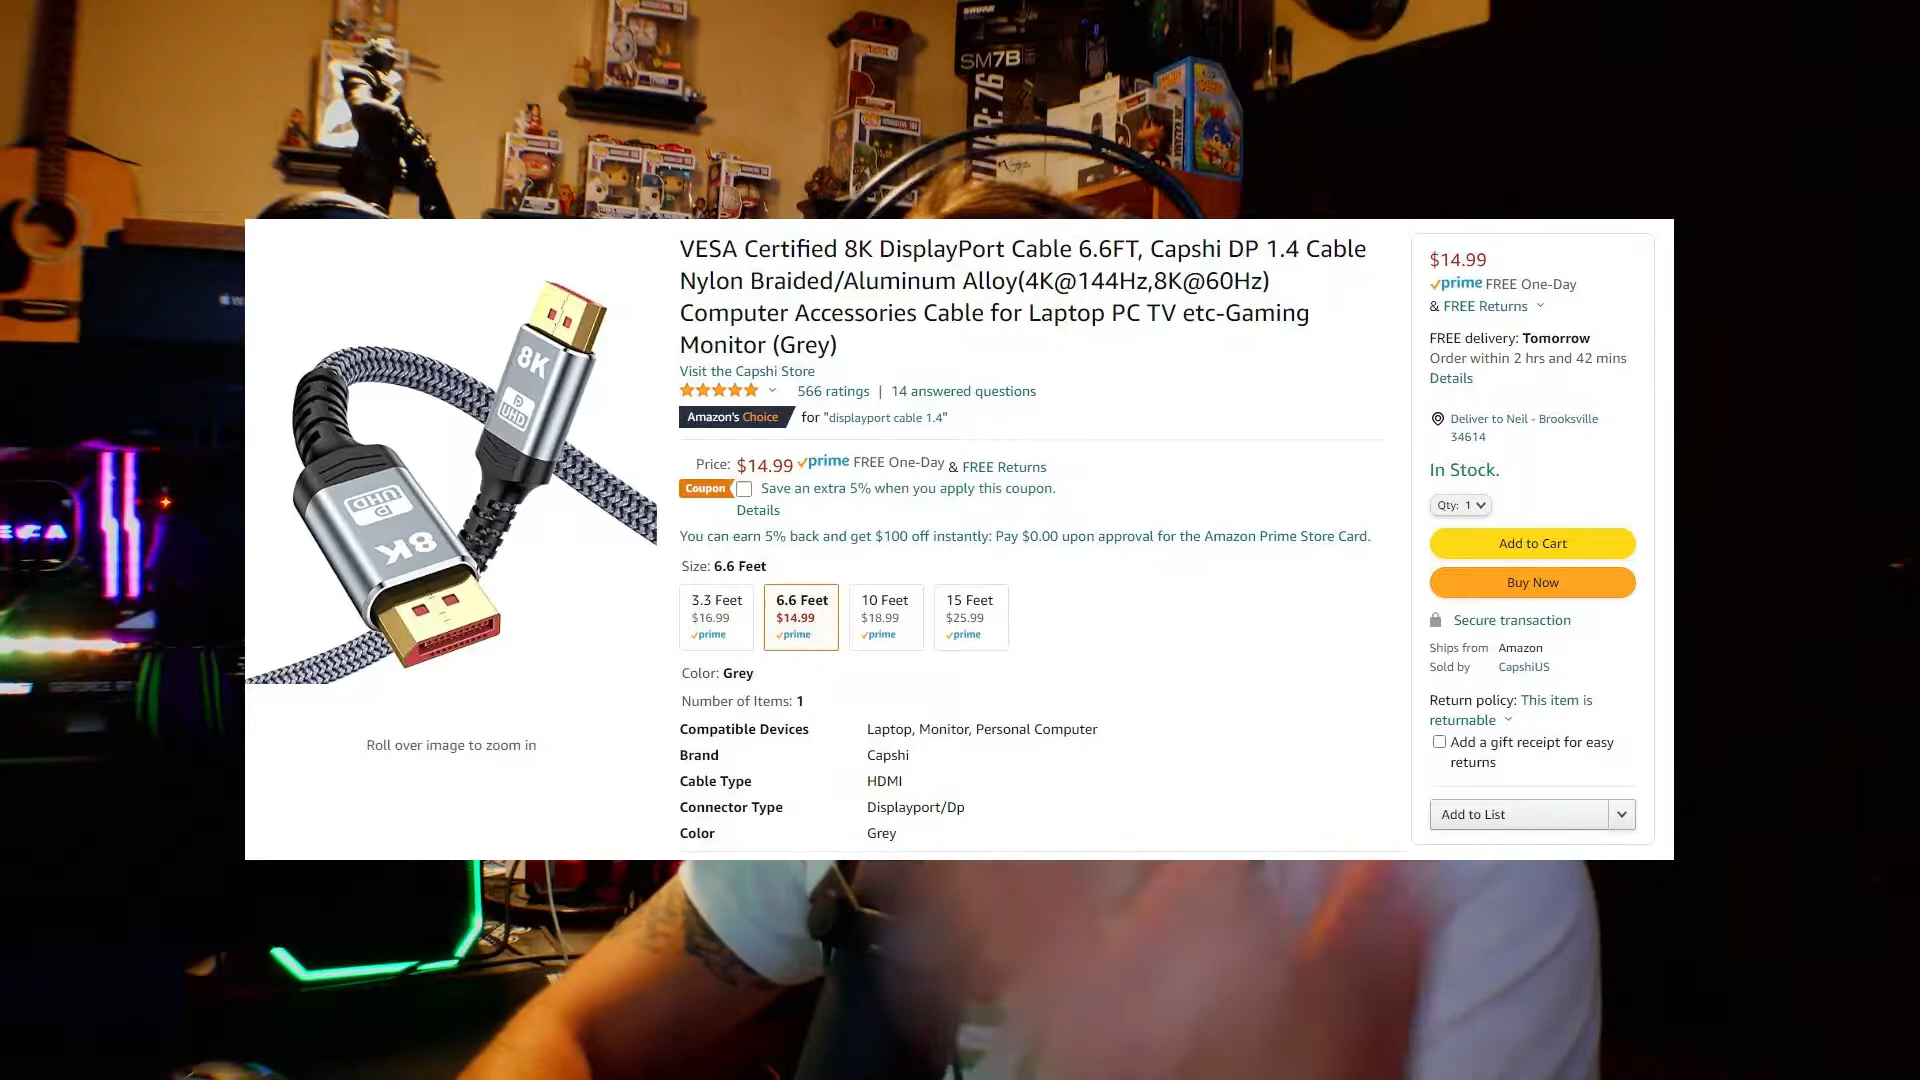 SHURE
SM7B
VESA Certified 8K DisplayPort Cable 6.6FT, Capshi DP 1.4 Cable
Nylon Braided/Aluminum Alloy(4K@144Hz,8K@60Hz)
Computer Accessories Cable for Laptop PC TV etc-Gaming
Monitor (Grey)
Visit the Capshi Store
566 ratings | 14 answered questions
Amazon's Choice for "displayport cable 1.4"
Price: $14.99 prime FREE One-Day & FREE Returns
Coupon Save an extra 5% when you apply this coupon.
Details
You can earn 5% back and get $100 off instantly: Pay $0.00 upon approval for the Amazon Prime Store Card.
Size: 6.6 Feet
3.3 Feet 6.6 Feet 10 Feet 15 Feet
$16.99 $14.99 $18.99 $25.99
prime prime prime prime
Color: Grey
Number of Items: 1
Compatible Devices Laptop, Monitor, Personal Computer
Brand Capshi
Cable Type HDMI
Connector Type Displayport/Dp
Color Grey
8K
UHD
UHD
8K
Roll over image to zoom in
$14.99
prime FREE One-Day
& FREE Returns
FREE delivery: Tomorrow
Order within 2 hrs and 42 mins
Details
Deliver to Neil - Brooksville
34614
In Stock.
Qty: 1
Add to Cart
Buy Now
Secure transaction
Ships from Amazon
Sold by CapshiUS
Return policy: This item is
returnable
Add a gift receipt for easy
returns
Add to List